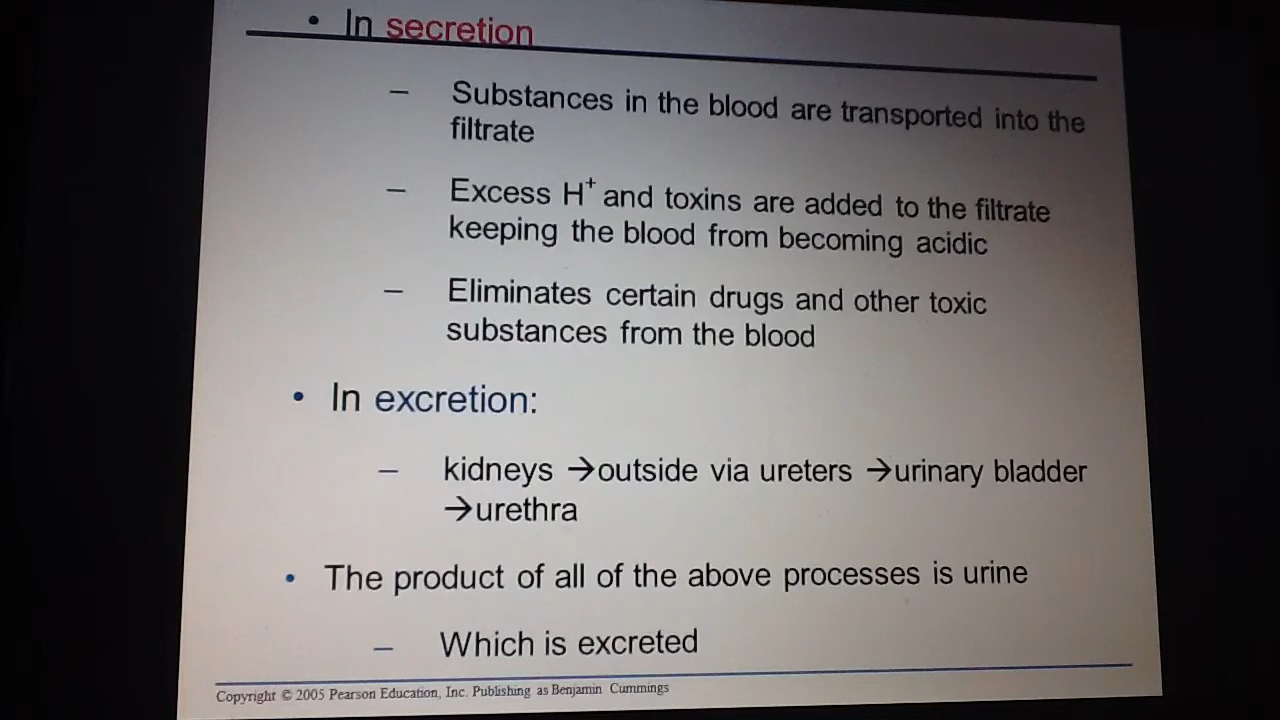 • In secretion
– Substances in the blood are transported into the
filtrate
– Excess H⁺ and toxins are added to the filtrate
keeping the blood from becoming acidic
– Eliminates certain drugs and other toxic
substances from the blood
• In excretion:
– kidneys →outside via ureters →urinary bladder
→urethra
• The product of all of the above processes is urine
– Which is excreted
Copyright © 2005 Pearson Education, Inc. Publishing as Benjamin Cummings